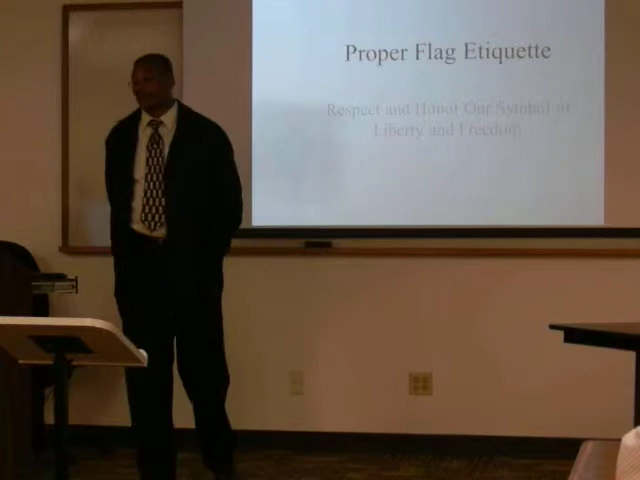 Proper Flag Etiquette
Respect and Honor Our Symbol of
Liberty and Freedom